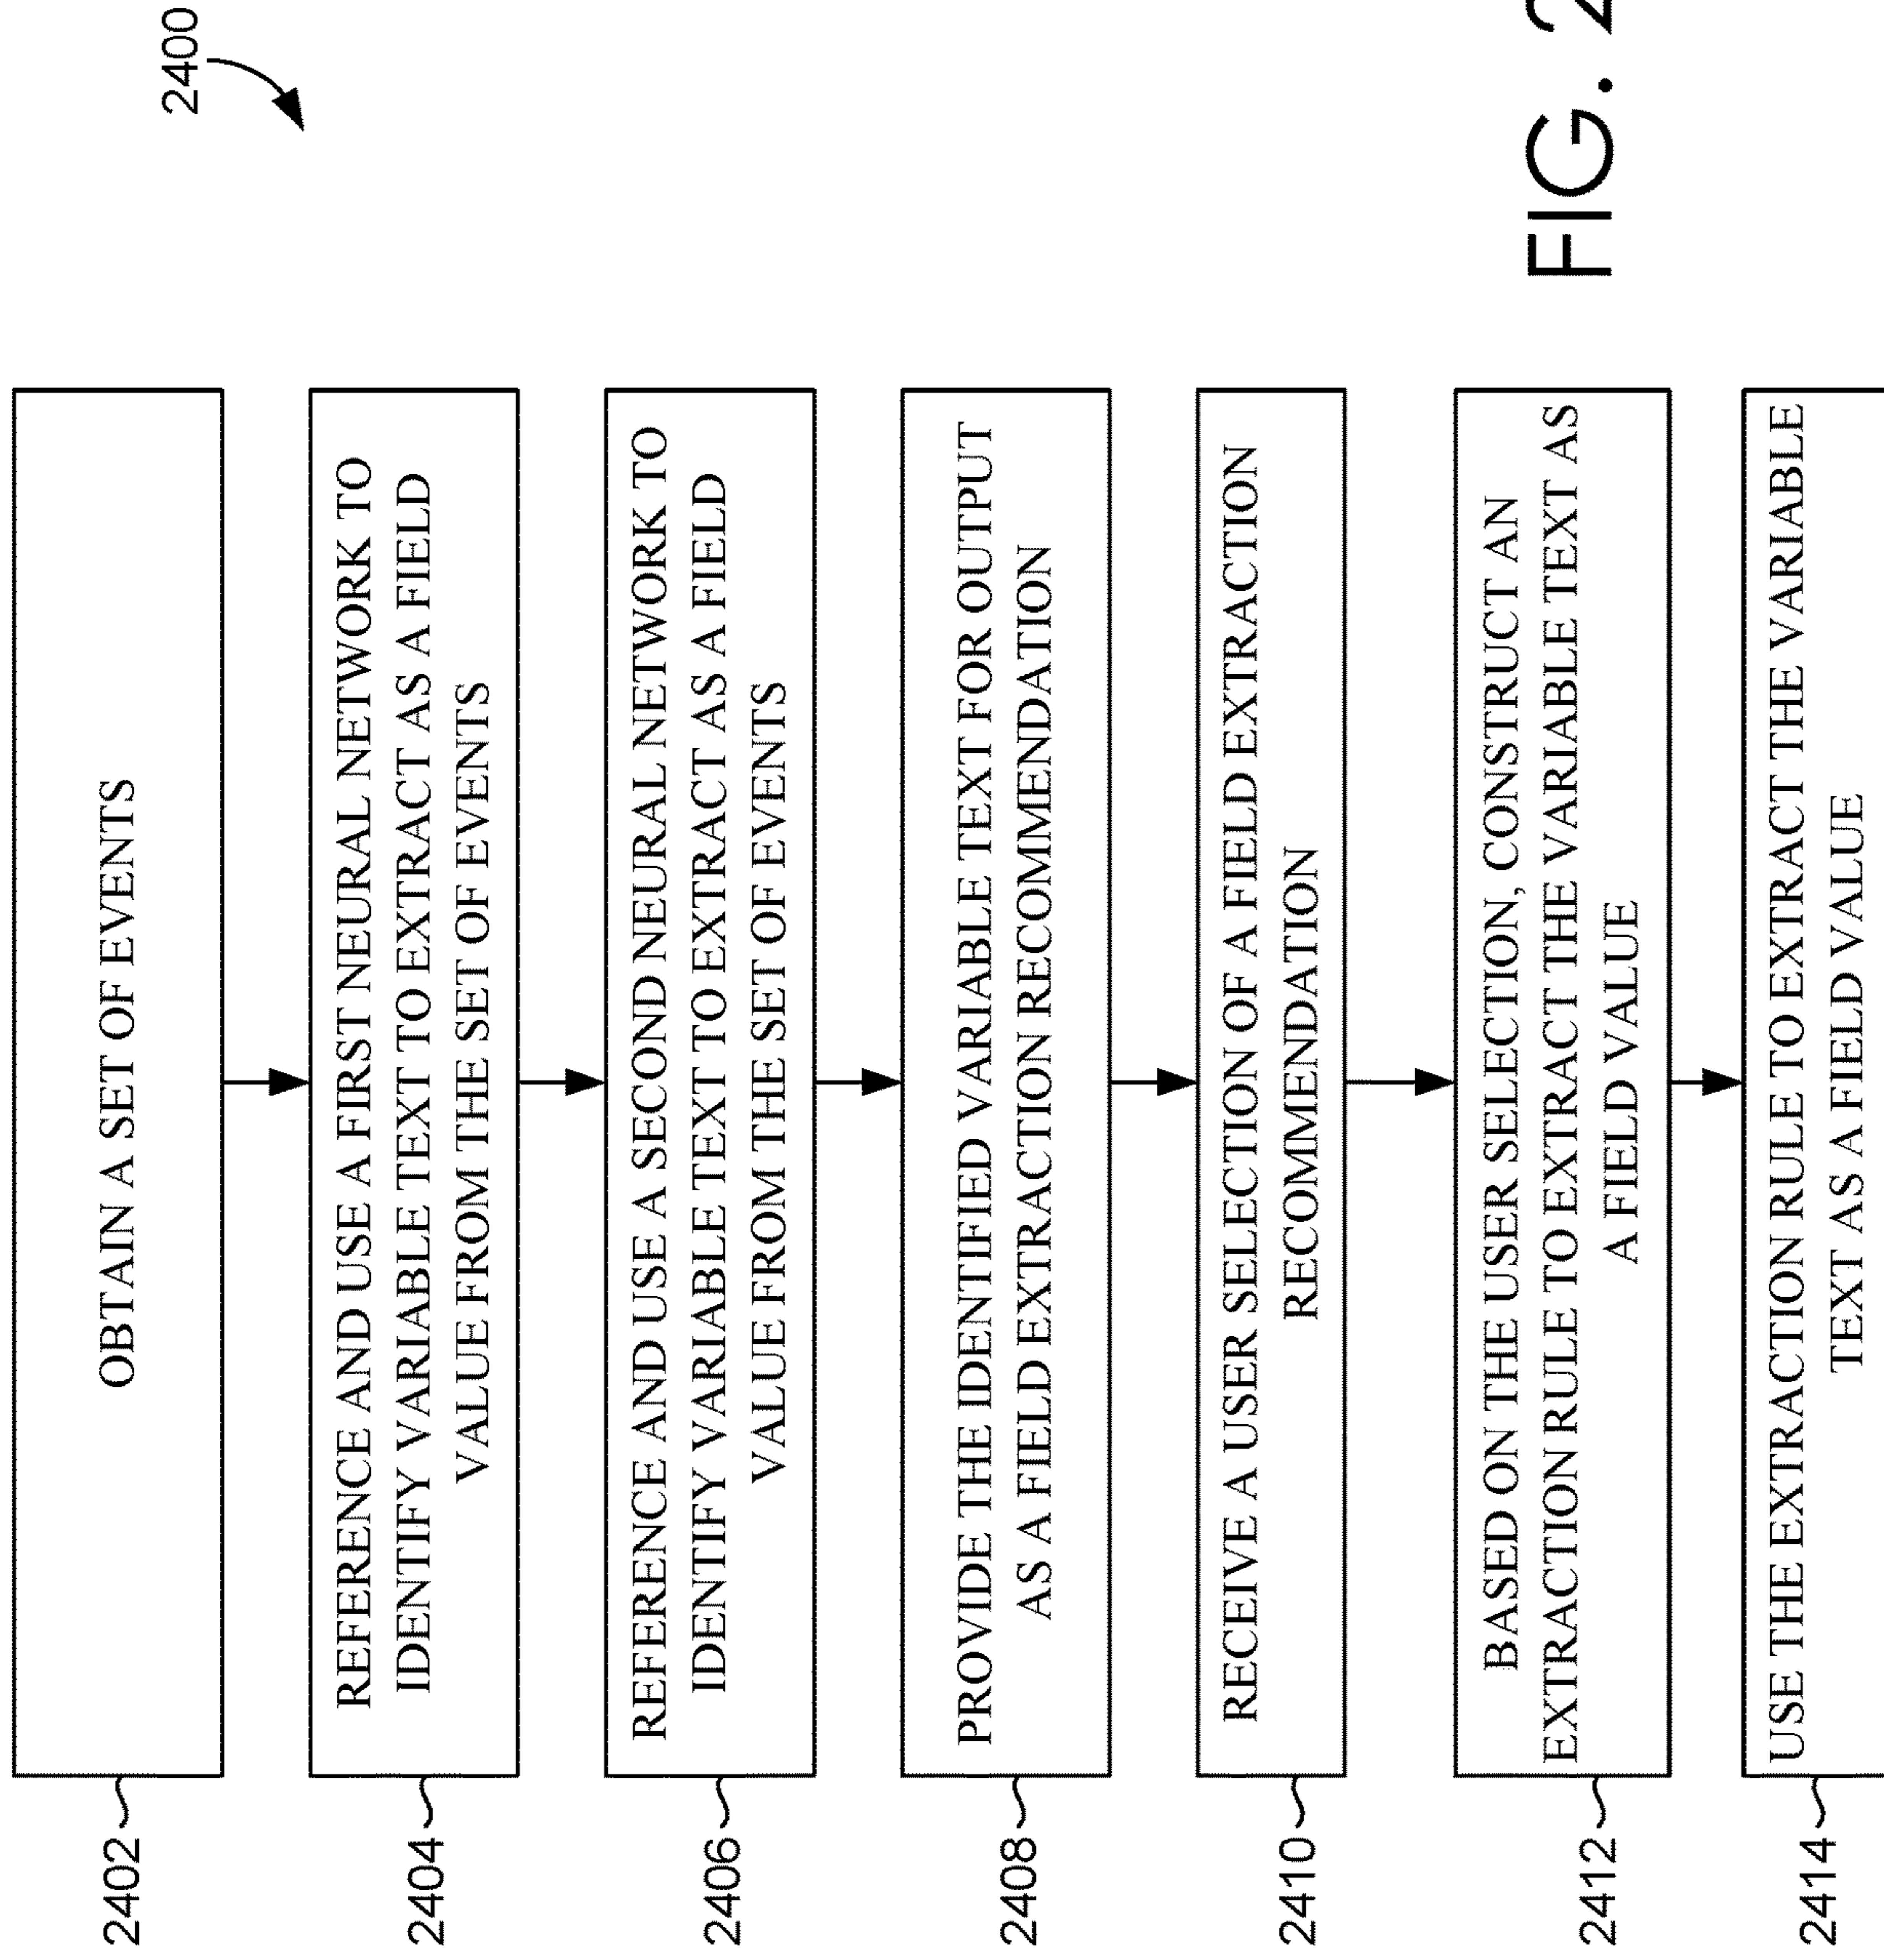 2400
2402
OBTAIN A SET OF EVENTS
2404
REFERENCE AND USE A FIRST NEURAL NETWORK TO
IDENTIFY VARIABLE TEXT TO EXTRACT AS A FIELD
VALUE FROM THE SET OF EVENTS
2406
REFERENCE AND USE A SECOND NEURAL NETWORK TO
IDENTIFY VARIABLE TEXT TO EXTRACT AS A FIELD
VALUE FROM THE SET OF EVENTS
2408
PROVIDE THE IDENTIFIED VARIABLE TEXT FOR OUTPUT
AS A FIELD EXTRACTION RECOMMENDATION
2410
RECEIVE A USER SELECTION OF A FIELD EXTRACTION
RECOMMENDATION
2412
BASED ON THE USER SELECTION, CONSTRUCT AN
EXTRACTION RULE TO EXTRACT THE VARIABLE TEXT AS
A FIELD VALUE
2414
USE THE EXTRACTION RULE TO EXTRACT THE VARIABLE
TEXT AS A FIELD VALUE
FIG.